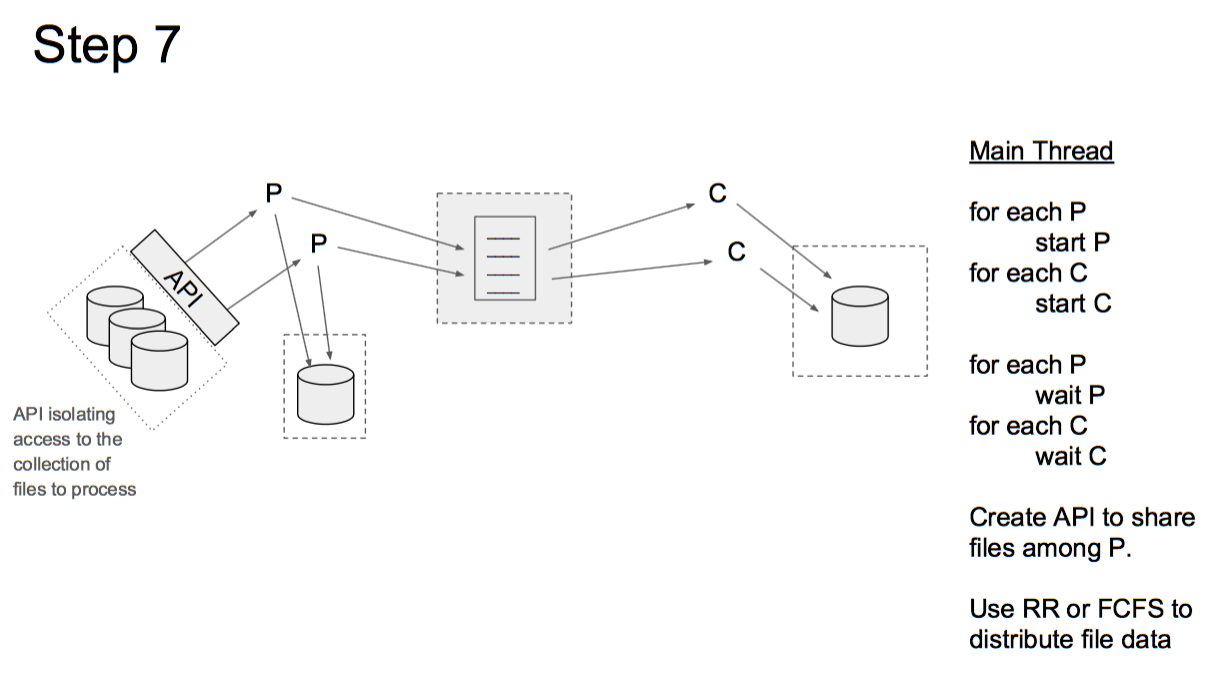 Step 7
P
P
API
C
C
API isolating
access to the
collection of
files to process
Main Thread
for each P
start P
for each C
start C
for each P
wait P
for each C
wait C
Create API to share
files among P.
Use RR or FCFS to
distribute file data